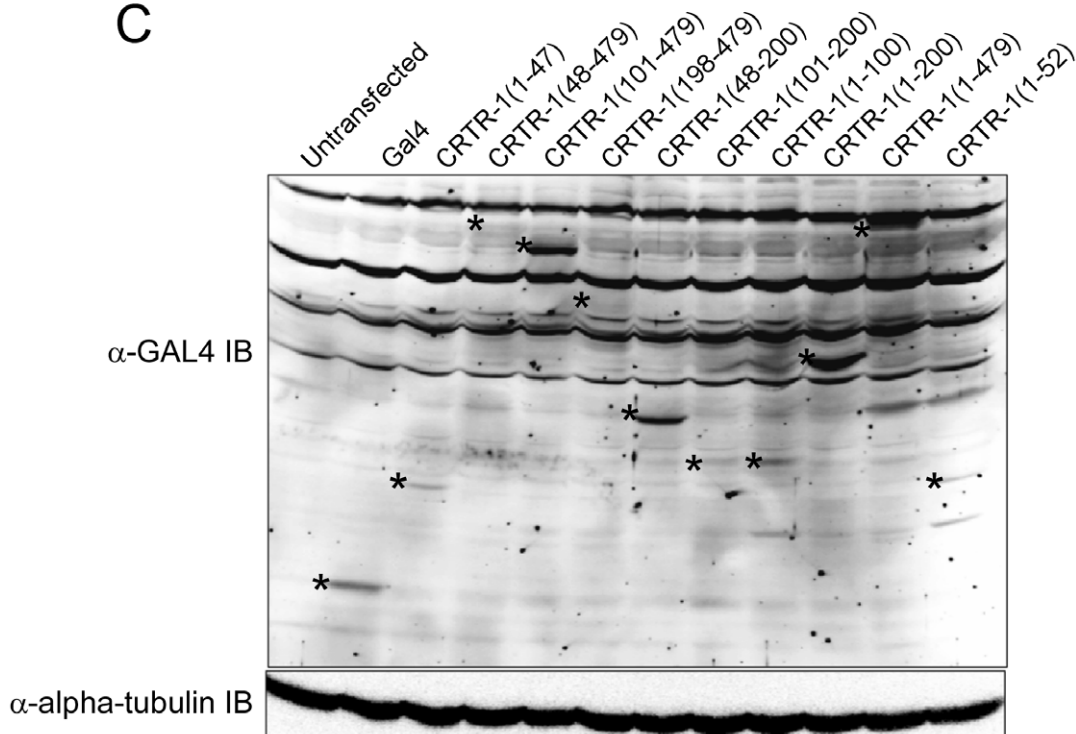 C
Untransfected
Gal4
CRTR-1(1-47)
CRTR-1(48-479)
CRTR-1(101-479)
CRTR-1(198-479)
CRTR-1(48-200)
CRTR-1(101-200)
CRTR-1(1-100)
CRTR-1(1-200)
CRTR-1(1-479)
CRTR-1(1-52)
α-GAL4 IB
* * * * * * * * * * *
α-alpha-tubulin IB